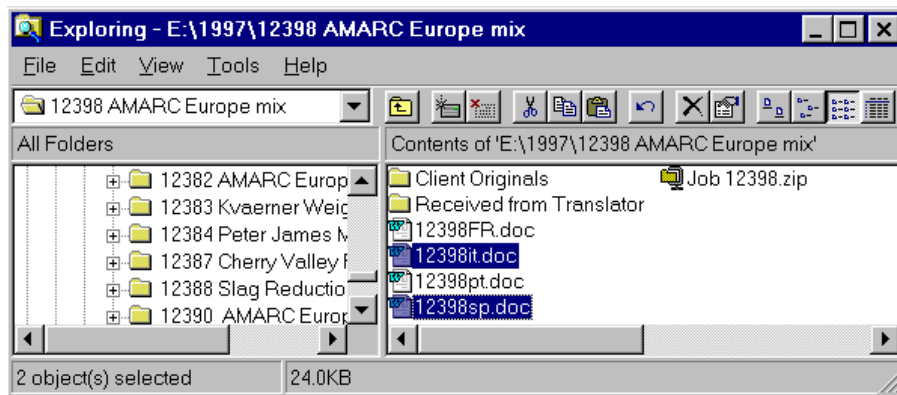 Exploring - E:\1997\12398 AMARC Europe mix
File Edit View Tools Help
12398 AMARC Europe mix
All Folders
Contents of 'E:\1997\12398 AMARC Europe mix'
12382 AMARC Europ
12383 Kvaerner Weig
12384 Peter James
12387 Cherry Valley
12388 Slag Reductio
12390 AMARC Europ
Client Originals
Received from Translator
12398FR.doc
12398it.doc
12398pt.doc
12398sp.doc
Job 12398.zip
2 object(s) selected
24.0KB